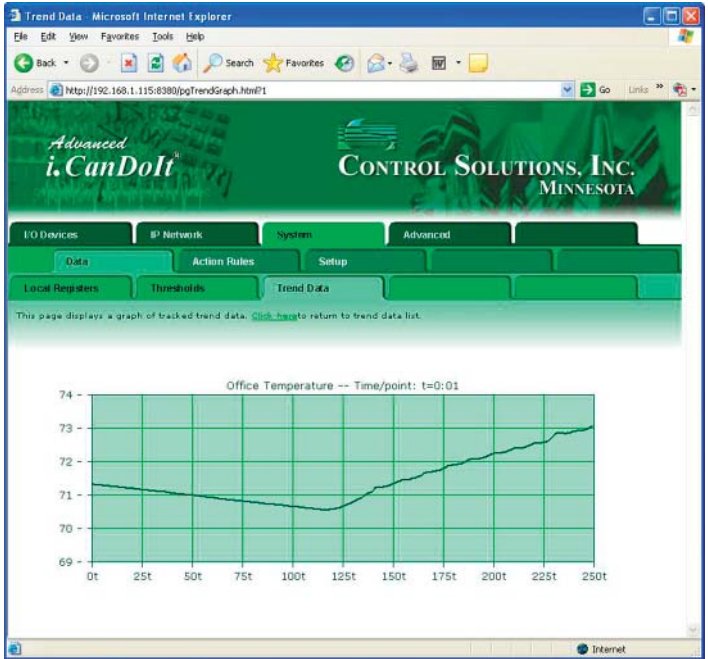 Trend Data - Microsoft Internet Explorer
File Edit View Favorites Tools Help
Back Search Favorites
Address http://192.168.1.115:8380/pgTrendGraph.html?1 Go Links »
Advanced
i.CanDoIt®
CONTROL SOLUTIONS, INC.
MINNESOTA
I/O Devices IP Network System Advanced
Data Action Rules Setup
Local Registers Thresholds Trend Data
This page displays a graph of tracked trend data. Click here to return to trend data list.
Office Temperature -- Time/point: t=0:01
74 -
73 -
72 -
71 -
70 -
69 -
0t 25t 50t 75t 100t 125t 150t 175t 200t 225t 250t
Internet